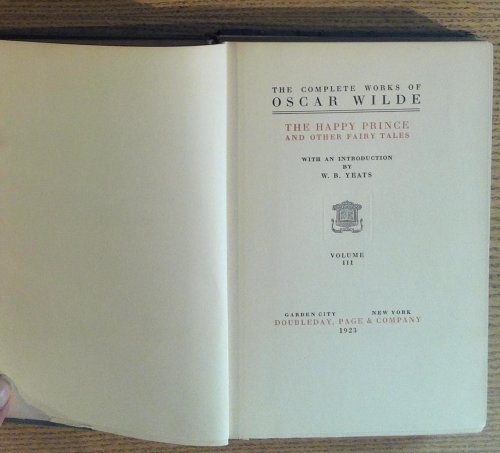 THE COMPLETE WORKS OF
OSCAR WILDE
THE HAPPY PRINCE
AND OTHER FAIRY TALES
WITH AN INTRODUCTION
BY
W. B. YEATS
VOLUME
III
GARDEN CITY NEW YORK
DOUBLEDAY, PAGE & COMPANY
1923